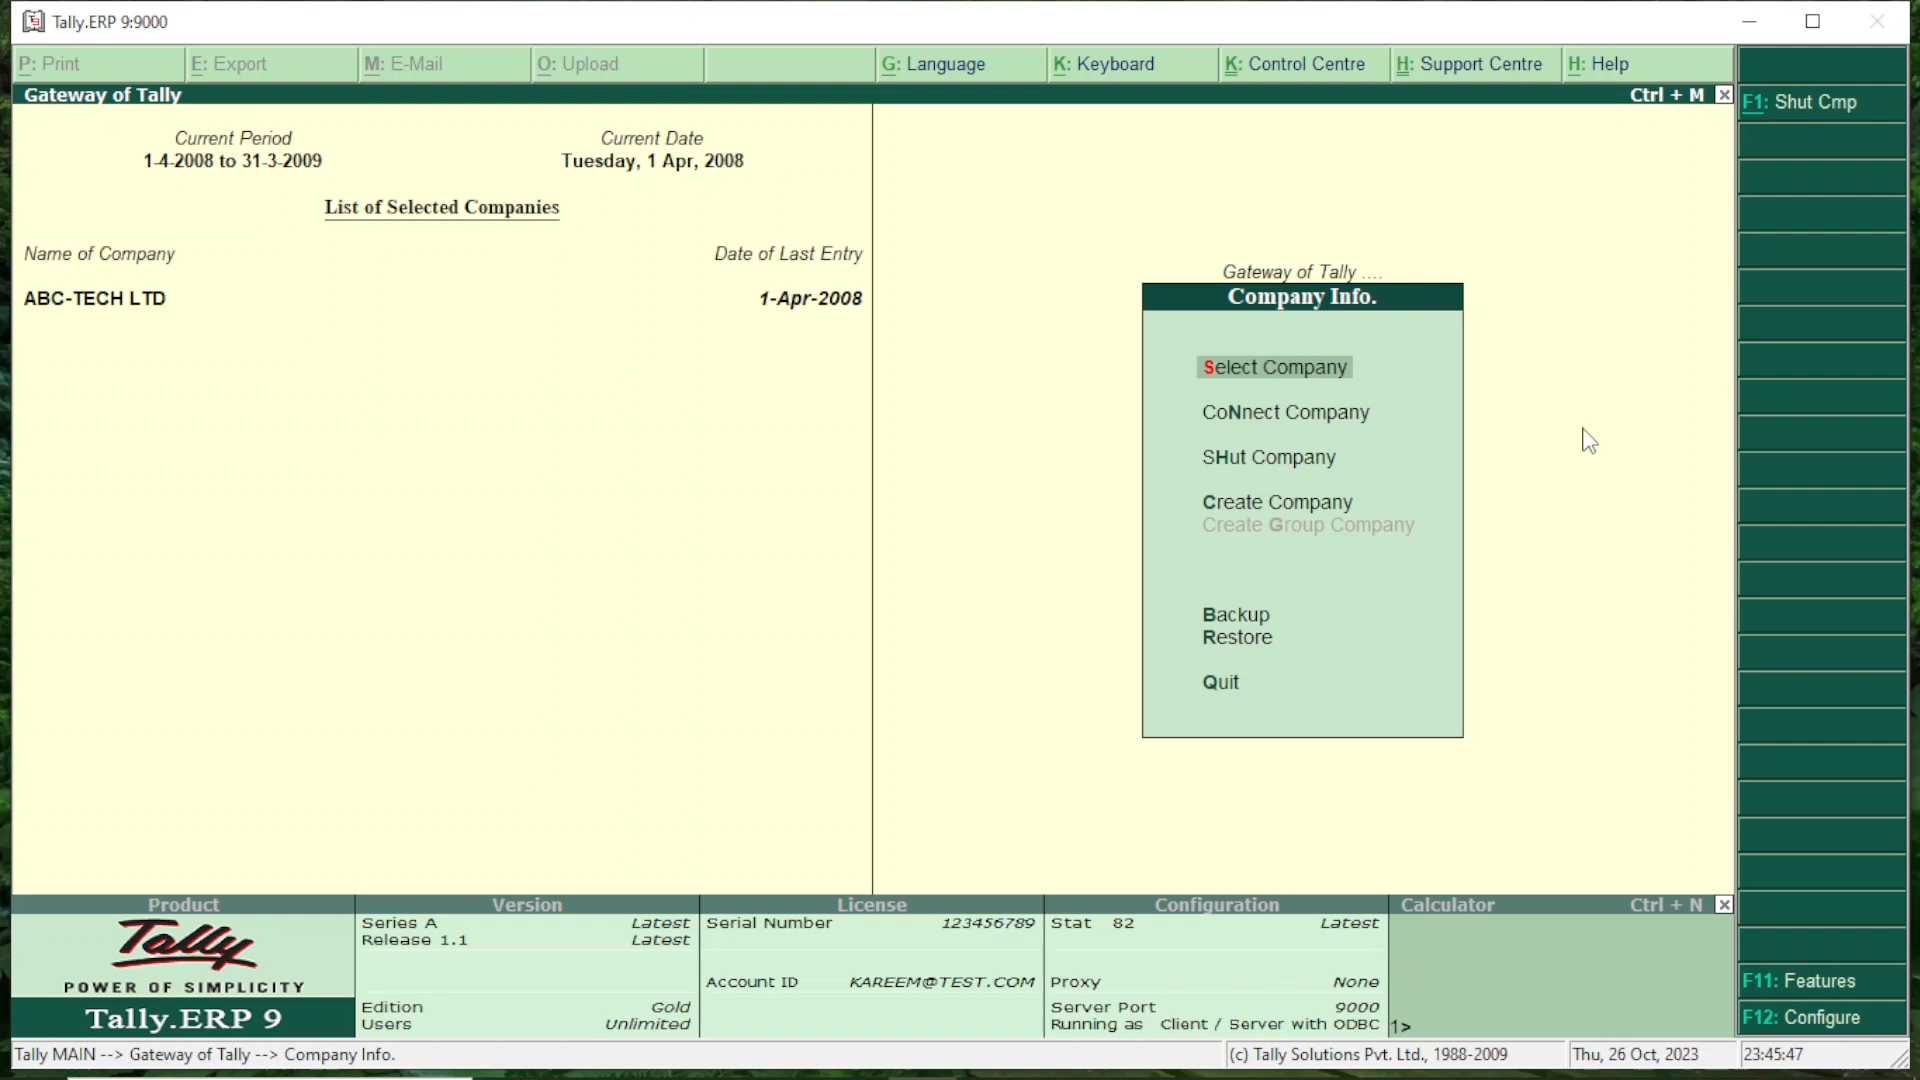 Tally.ERP 9:9000
P: Print E: Export M: E-Mail O: Upload G: Language K: Keyboard K: Control Centre H: Support Centre H: Help
Gateway of Tally Ctrl + M
F1: Shut Cmp
Current Period Current Date
1-4-2008 to 31-3-2009 Tuesday, 1 Apr, 2008
List of Selected Companies
Name of Company Date of Last Entry
ABC-TECH LTD 1-Apr-2008
Gateway of Tally ....
Company Info.
Select Company
CoNnect Company
SHut Company
Create Company
Create Group Company
Backup
Restore
Quit
Product Version License Configuration Calculator Ctrl + N
Tally
POWER OF SIMPLICITY
Tally.ERP 9
Series A Latest
Release 1.1 Latest
Edition Gold
Users Unlimited
Serial Number 123456789
Account ID KAREEM@TEST.COM
Stat 82 Latest
Proxy None
Server Port 9000
Running as Client / Server with ODBC
1>
F11: Features
F12: Configure
Tally MAIN --> Gateway of Tally --> Company Info. (c) Tally Solutions Pvt. Ltd., 1988-2009 Thu, 26 Oct, 2023 23:45:47